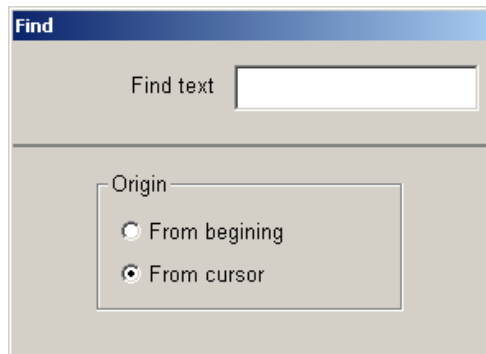 Find
Find text
Origin
From begining
From cursor